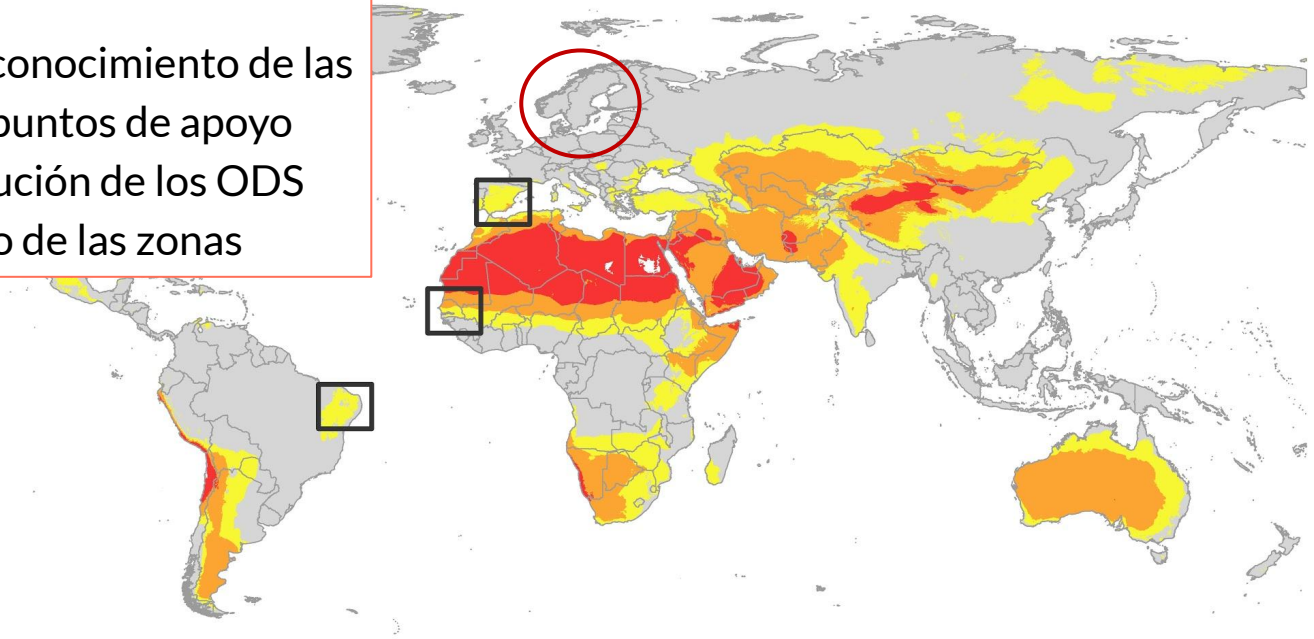 conocimiento de las
puntos de apoyo
ución de los ODS
o de las zonas